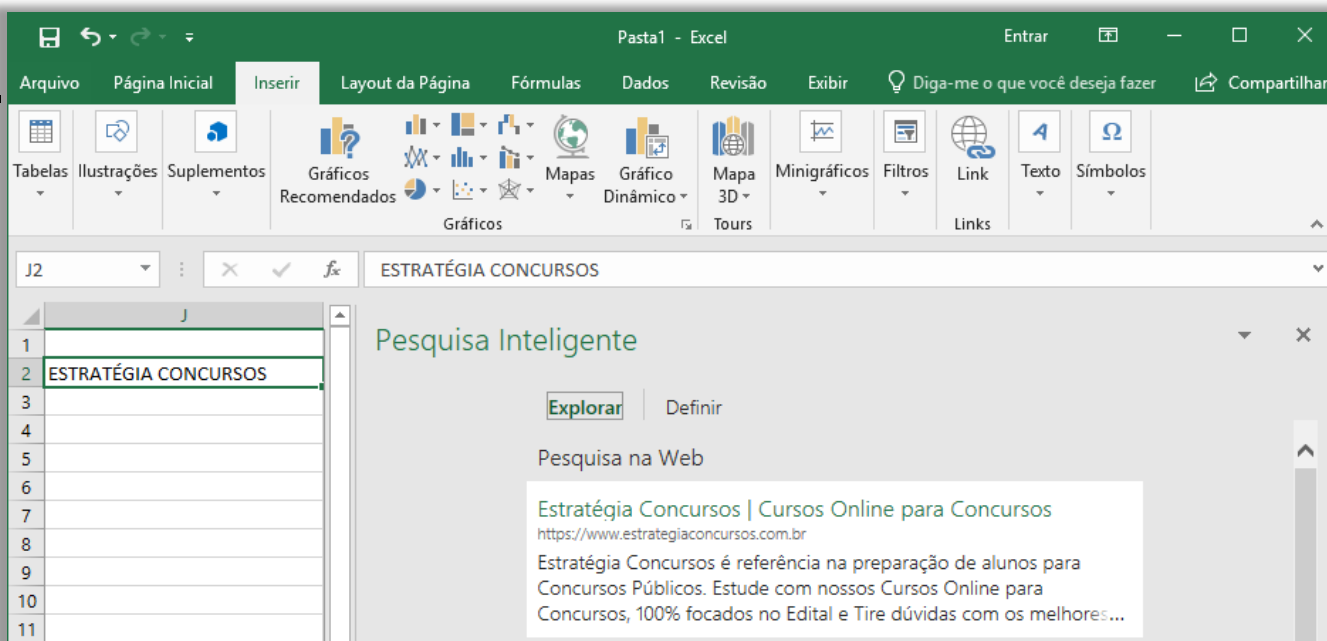 Pasta1 - Excel
Entrar
Arquivo Página Inicial Inserir Layout da Página Fórmulas Dados Revisão Exibir Diga-me o que você deseja fazer Compartilhar
Tabelas Ilustrações Suplementos Gráficos Recomendados Mapas Gráfico Dinâmico Mapa 3D Minigráficos Filtros Link Texto Símbolos
Gráficos Tours Links
J2 fx ESTRATÉGIA CONCURSOS
J
Pesquisa Inteligente
1
2 ESTRATÉGIA CONCURSOS
3
Explorar Definir
4
5
Pesquisa na Web
6
7
Estratégia Concursos | Cursos Online para Concursos
https://www.estrategiaconcursos.com.br
8
9
Estratégia Concursos é referência na preparação de alunos para
10
Concursos Públicos. Estude com nossos Cursos Online para
11
Concursos, 100% focados no Edital e Tire dúvidas com os melhores...